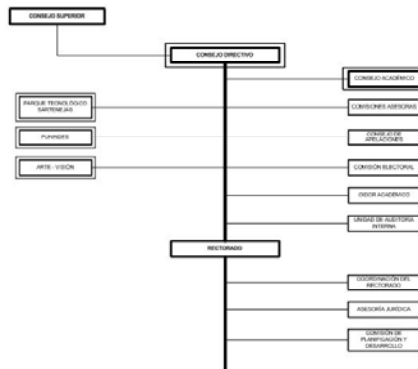 CONSEJO SUPERIOR
CONSEJO DIRECTIVO
CONSEJO ACADÉMICO
PARQUE TECNOLÓGICO
SARTENEJAS
COMISIONES ASESORAS
FUNINDES
CONSEJO DE
APELACIONES
ARTE - VISIÓN
COMISIÓN ELECTORAL
OIDOR ACADÉMICO
UNIDAD DE AUDITORÍA
INTERNA
RECTORADO
COORDINACIÓN DEL
RECTORADO
ASESORÍA JURÍDICA
COMISIÓN DE
PLANIFICACIÓN Y
DESARROLLO